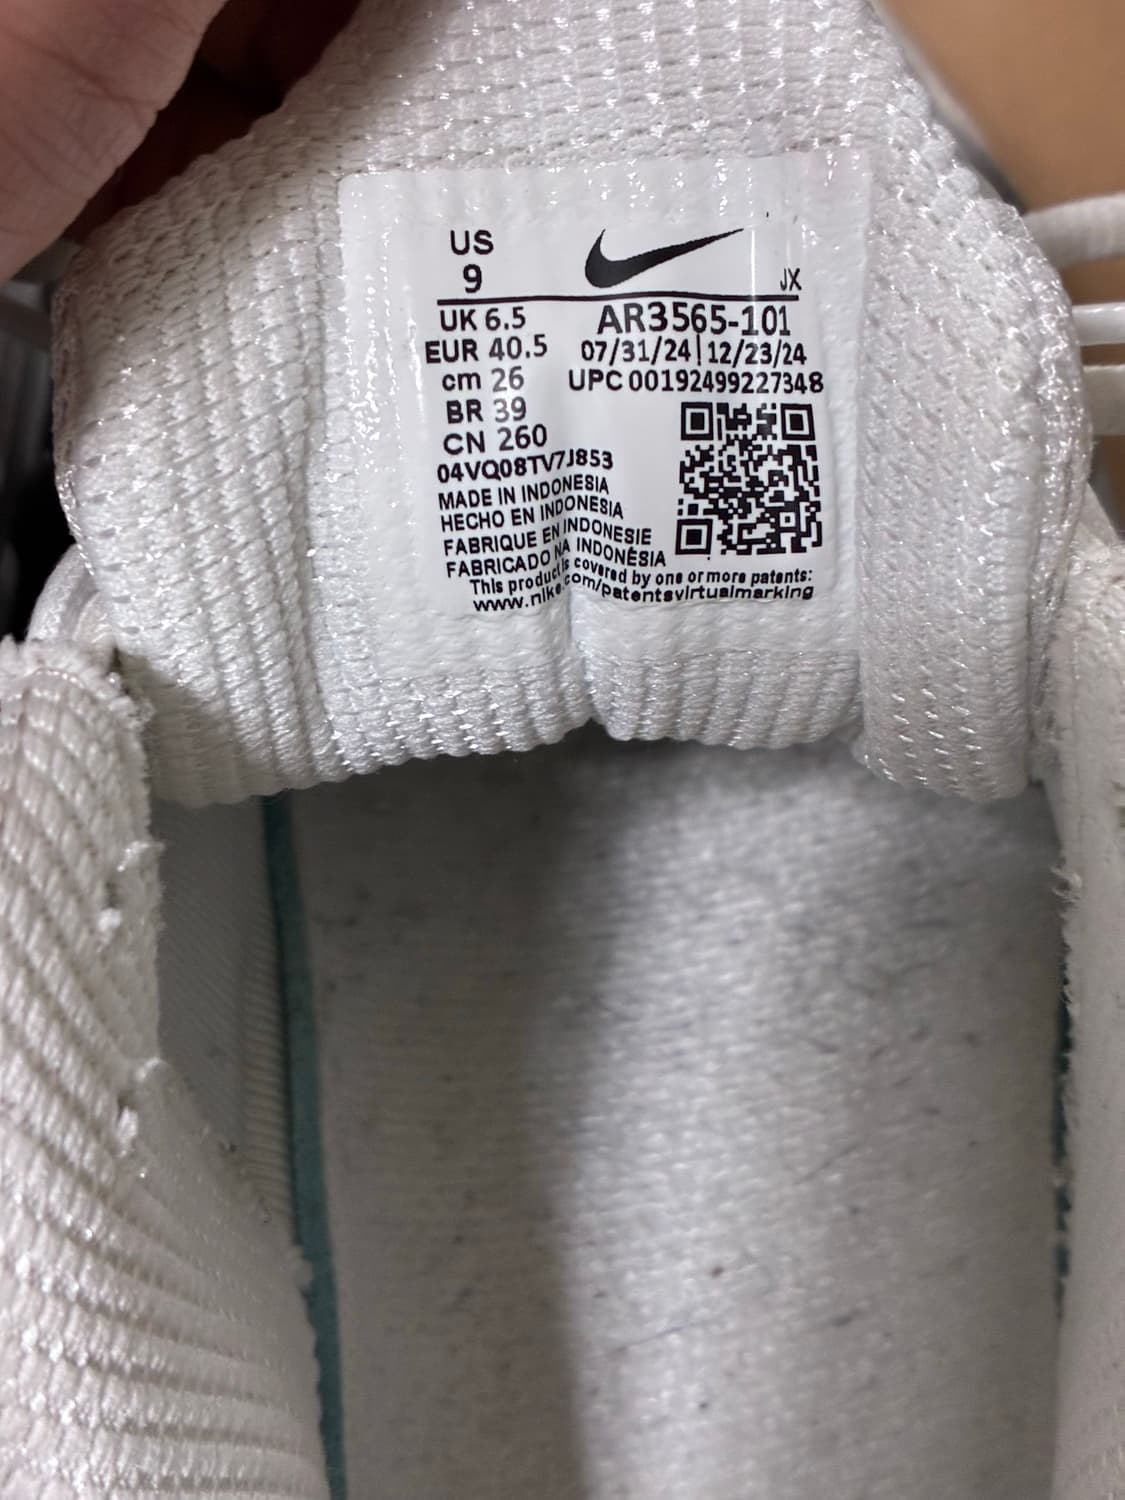 US
9
JX
UK 6.5
EUR 40.5
cm 26
BR 39
CN 260
AR3565-101
07/31/24|12/23/24
UPC 00192499227348
04VQ08TV7J853
MADE IN INDONESIA
HECHO EN INDONESIA
FABRIQUE EN INDONESIE
FABRICADO NA INDONÉSIA
This product is covered by one or more patents:
www.nike.com/patentsvirtualmarking